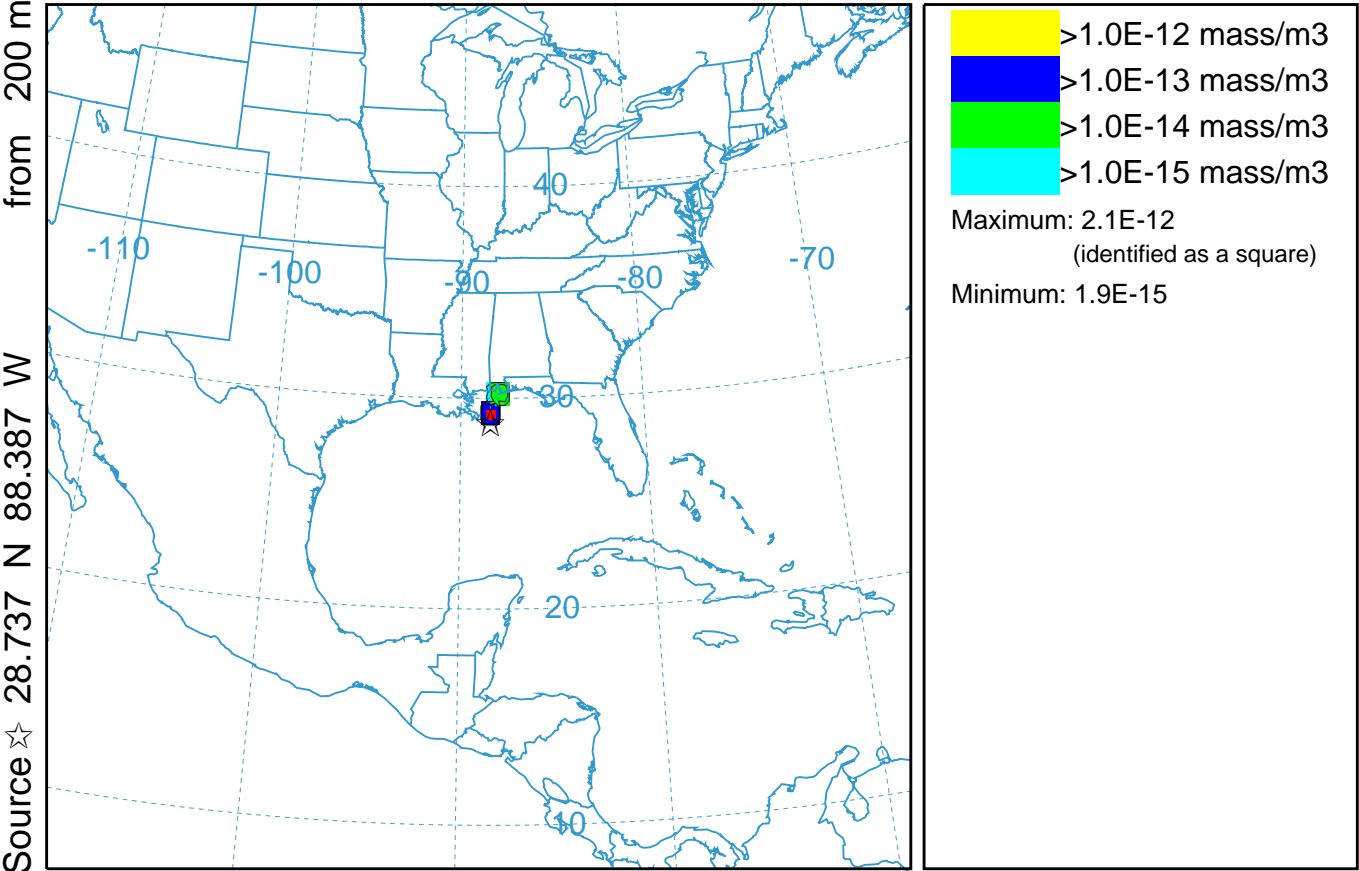 Source ☆ 28.737 N 88.387 W from 200 m
-110
-100
-90
-80
-70
40
30
20
10
>1.0E-12 mass/m3
>1.0E-13 mass/m3
>1.0E-14 mass/m3
>1.0E-15 mass/m3
Maximum: 2.1E-12
(identified as a square)
Minimum: 1.9E-15